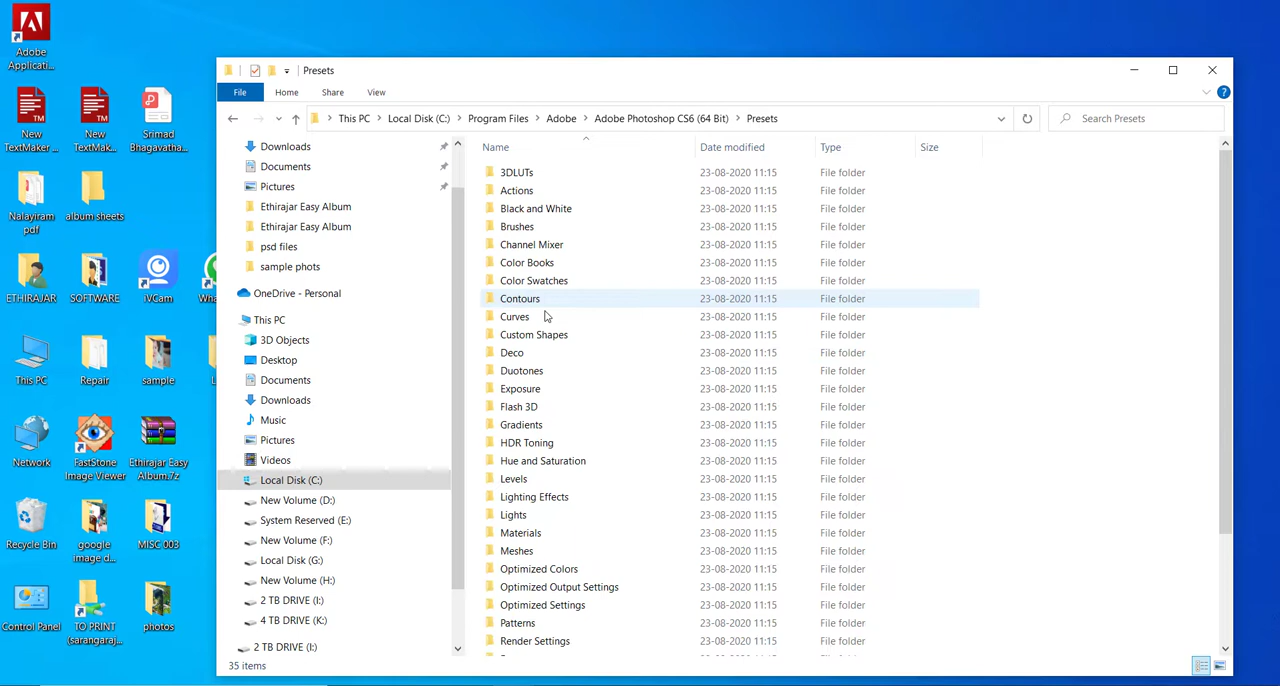 Adobe
Applicati...
New
TextMaker ...
New
TextMak...
Srimad
Bhagavatha...
Nalayiram
pdf
album sheets
ETHIRAJAR
SOFTWARE
iVCam
Wha
This PC
Repair
sample
L
Network
FastStone
Image Viewer
Ethirajar Easy
Album.7z
Recycle Bin
google
image d...
MISC 003
Control Panel
TO PRINT
(sarangaraj...
photos
Presets
File
Home
Share
View
This PC > Local Disk (C:) > Program Files > Adobe > Adobe Photoshop CS6 (64 Bit) > Presets
Search Presets
Downloads
Documents
Pictures
Ethirajar Easy Album
Ethirajar Easy Album
psd files
sample phots
OneDrive - Personal
This PC
3D Objects
Desktop
Documents
Downloads
Music
Pictures
Videos
Local Disk (C:)
New Volume (D:)
System Reserved (E:)
New Volume (F:)
Local Disk (G:)
New Volume (H:)
2 TB DRIVE (I:)
4 TB DRIVE (K:)
2 TB DRIVE (I:)
Name Date modified Type Size
3DLUTs 23-08-2020 11:15 File folder
Actions 23-08-2020 11:15 File folder
Black and White 23-08-2020 11:15 File folder
Brushes 23-08-2020 11:15 File folder
Channel Mixer 23-08-2020 11:15 File folder
Color Books 23-08-2020 11:15 File folder
Color Swatches 23-08-2020 11:15 File folder
Contours 23-08-2020 11:15 File folder
Curves 23-08-2020 11:15 File folder
Custom Shapes 23-08-2020 11:15 File folder
Deco 23-08-2020 11:15 File folder
Duotones 23-08-2020 11:15 File folder
Exposure 23-08-2020 11:15 File folder
Flash 3D 23-08-2020 11:15 File folder
Gradients 23-08-2020 11:15 File folder
HDR Toning 23-08-2020 11:15 File folder
Hue and Saturation 23-08-2020 11:15 File folder
Levels 23-08-2020 11:15 File folder
Lighting Effects 23-08-2020 11:15 File folder
Lights 23-08-2020 11:15 File folder
Materials 23-08-2020 11:15 File folder
Meshes 23-08-2020 11:15 File folder
Optimized Colors 23-08-2020 11:15 File folder
Optimized Output Settings 23-08-2020 11:15 File folder
Optimized Settings 23-08-2020 11:15 File folder
Patterns 23-08-2020 11:15 File folder
Render Settings 23-08-2020 11:15 File folder
35 items